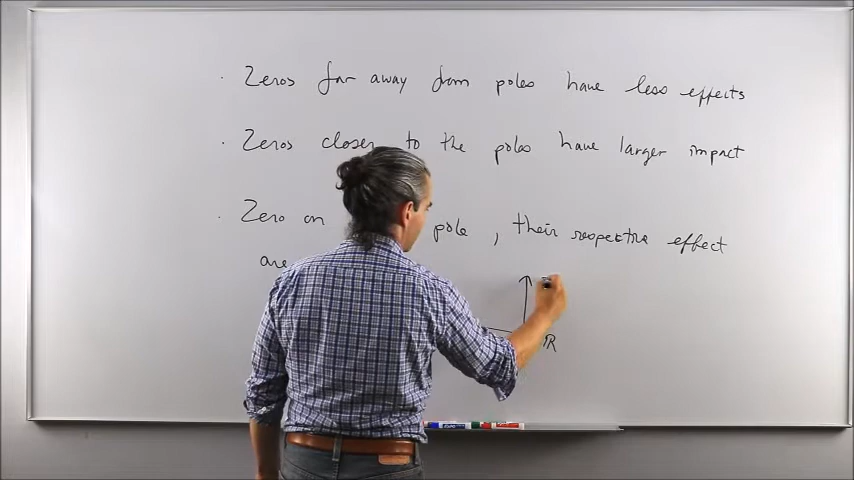 · Zeros far away from poles have less effects
· Zeros closer to the poles have larger impact
· Zero on pole, their respective effect
are
R